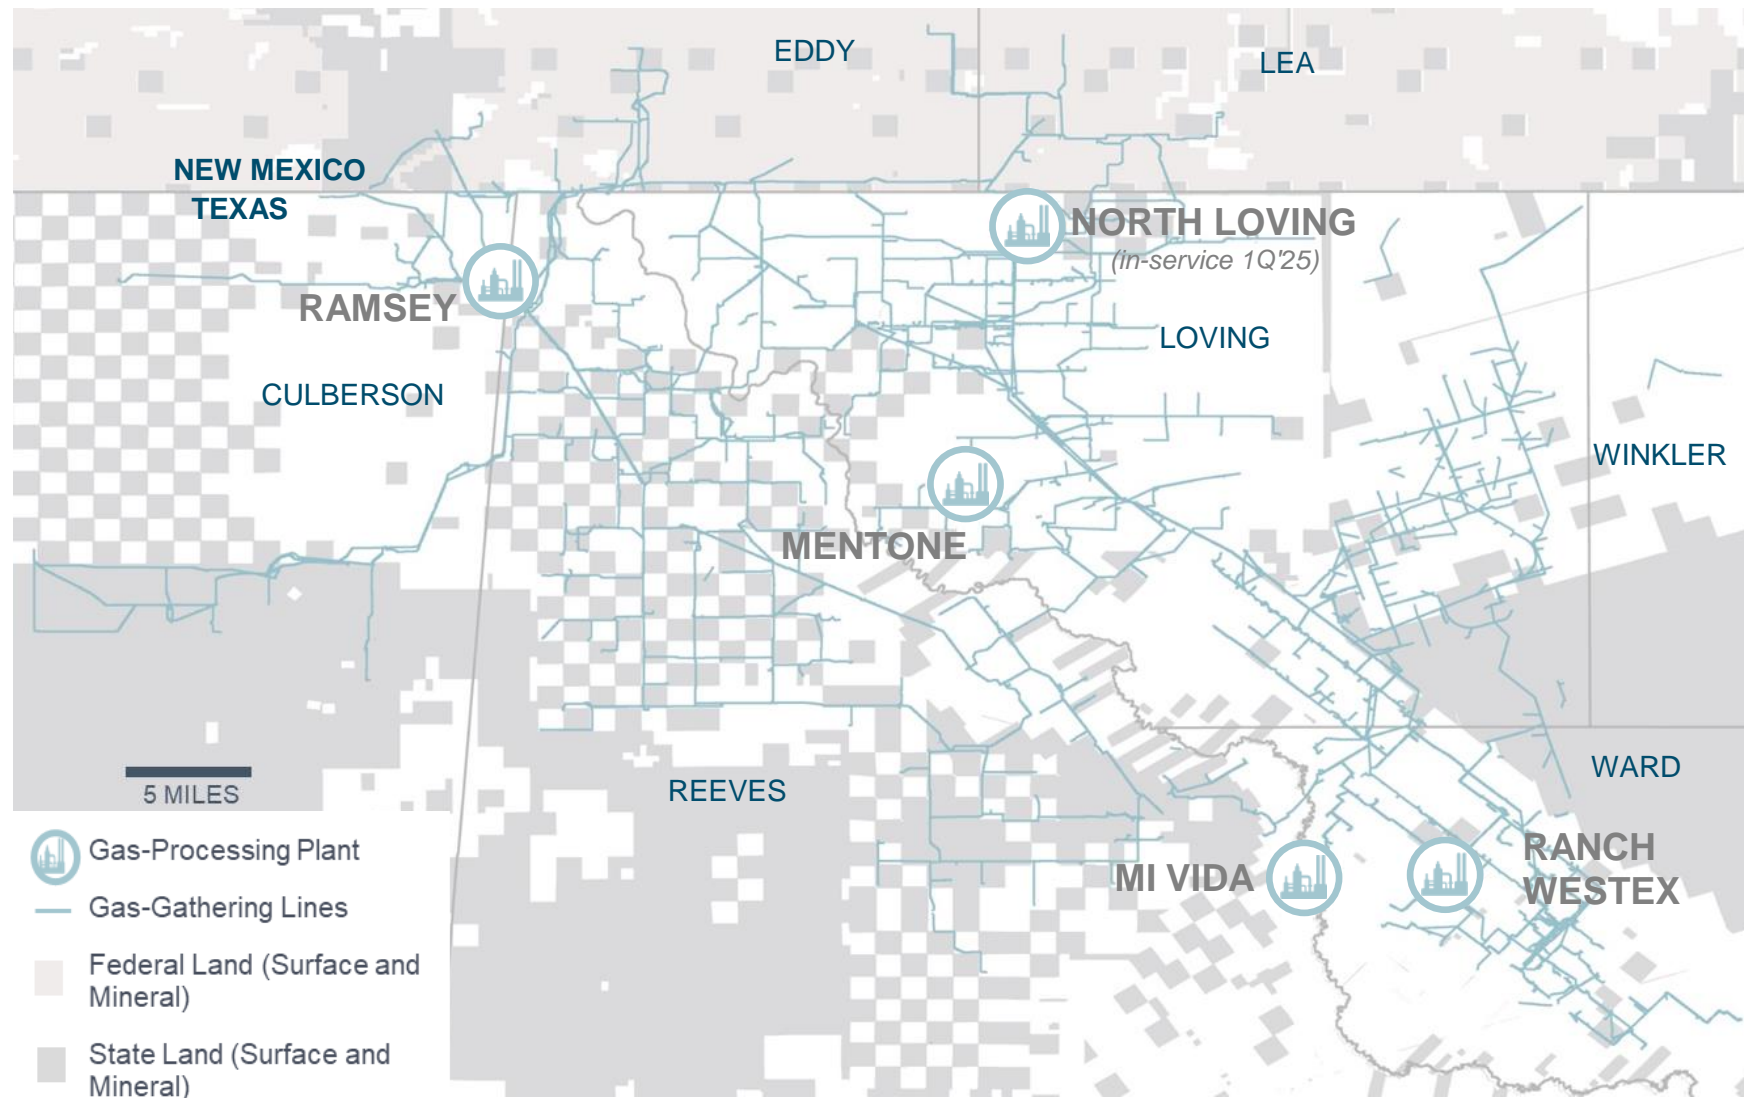 EDDY
LEA
NEW MEXICO
TEXAS
NORTH LOVING
(in-service 1Q'25)
RAMSEY
LOVING
CULBERSON
WINKLER
MENTONE
WARD
5 MILES
REEVES
MI VIDA
RANCH
WESTEX
Gas-Processing Plant
Gas-Gathering Lines
Federal Land (Surface and
Mineral)
State Land (Surface and
Mineral)